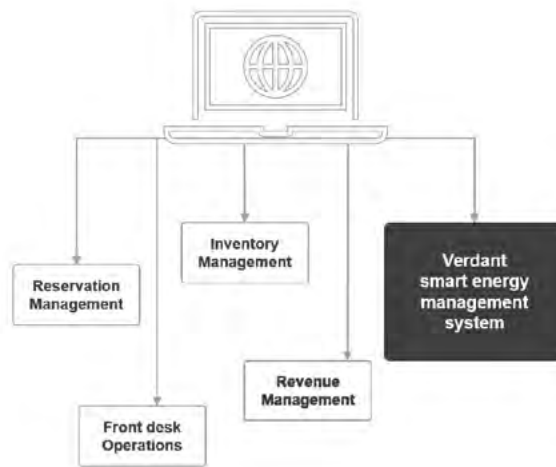 Inventory
Management
Verdant
smart energy
management
system
Reservation
Management
Revenue
Management
Front desk
Operations